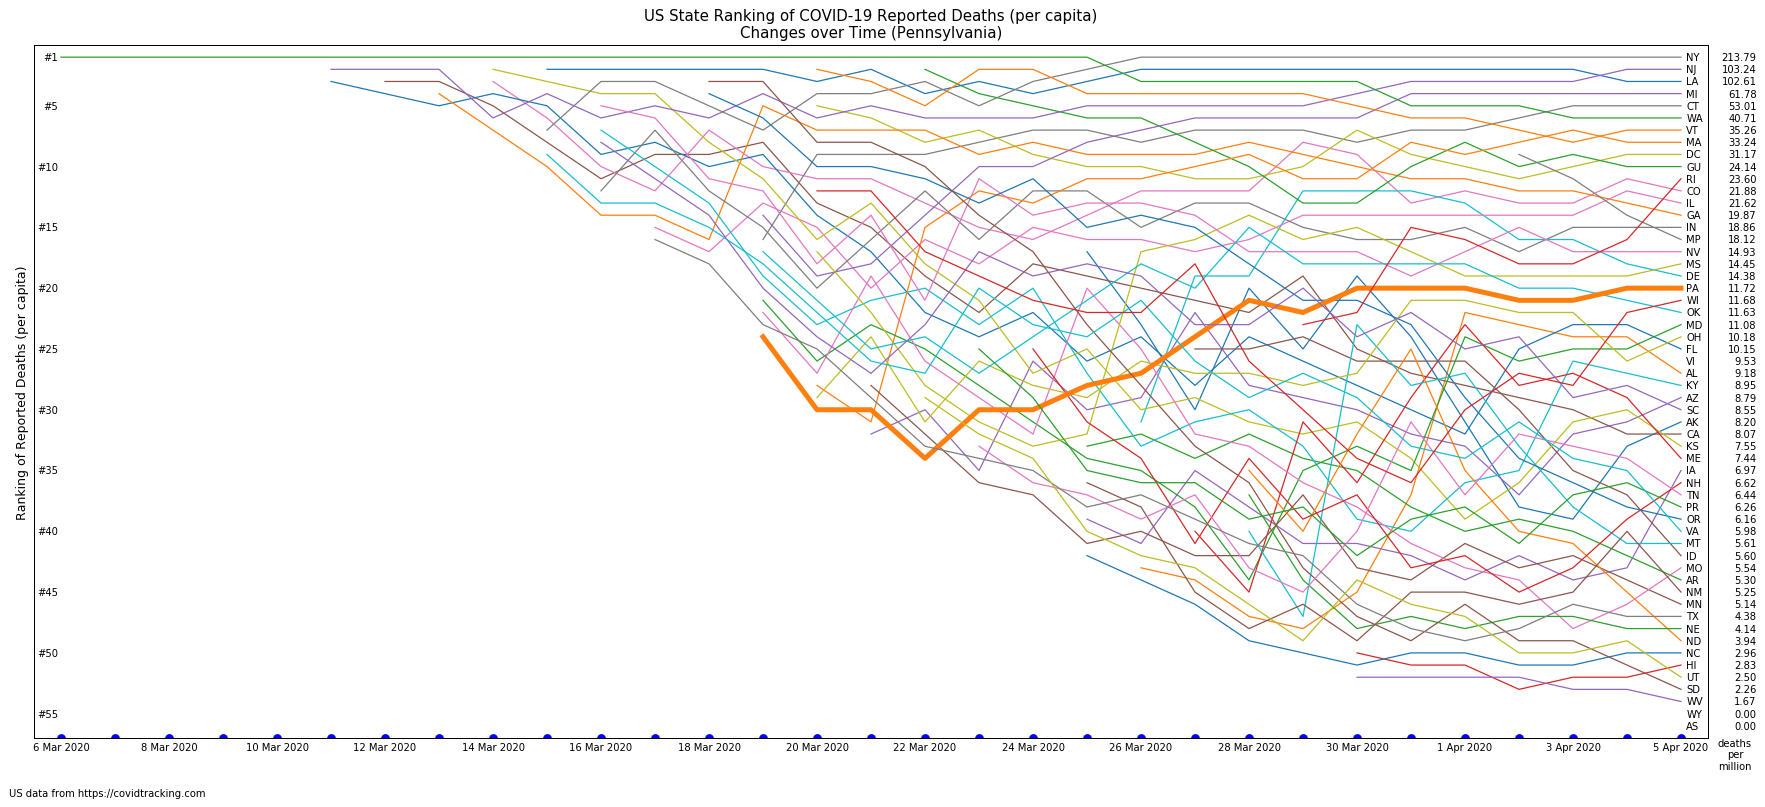 US State Ranking of COVID-19 Reported Deaths (per capita)
Changes over Time (Pennsylvania)
Ranking of Reported Deaths (per capita)
#1
#5
#10
#15
#20
#25
#30
#35
#40
#45
#50
#55
NY 213.79
NJ 103.24
LA 102.61
MI 61.78
CT 53.01
WA 40.71
VT 35.26
MA 33.24
DC 31.17
GU 24.14
RI 23.60
CO 21.88
IL 21.62
GA 19.87
IN 18.86
MP 18.12
NV 14.93
MS 14.45
DE 14.38
PA 11.72
WI 11.68
OK 11.63
MD 11.08
OH 10.18
FL 10.15
VI 9.53
AL 9.18
KY 8.95
AZ 8.79
SC 8.55
AK 8.20
CA 8.07
KS 7.55
ME 7.44
IA 6.97
NH 6.62
TN 6.44
PR 6.26
OR 6.16
VA 5.98
MT 5.61
ID 5.60
MO 5.54
AR 5.30
NM 5.25
MN 5.14
TX 4.38
NE 4.14
ND 3.94
NC 2.96
HI 2.83
UT 2.50
SD 2.26
WV 1.67
WY 0.00
AS 0.00
6 Mar 2020 8 Mar 2020 10 Mar 2020 12 Mar 2020 14 Mar 2020 16 Mar 2020 18 Mar 2020 20 Mar 2020 22 Mar 2020 24 Mar 2020 26 Mar 2020 28 Mar 2020 30 Mar 2020 1 Apr 2020 3 Apr 2020 5 Apr 2020
deaths
per
million
US data from https://covidtracking.com